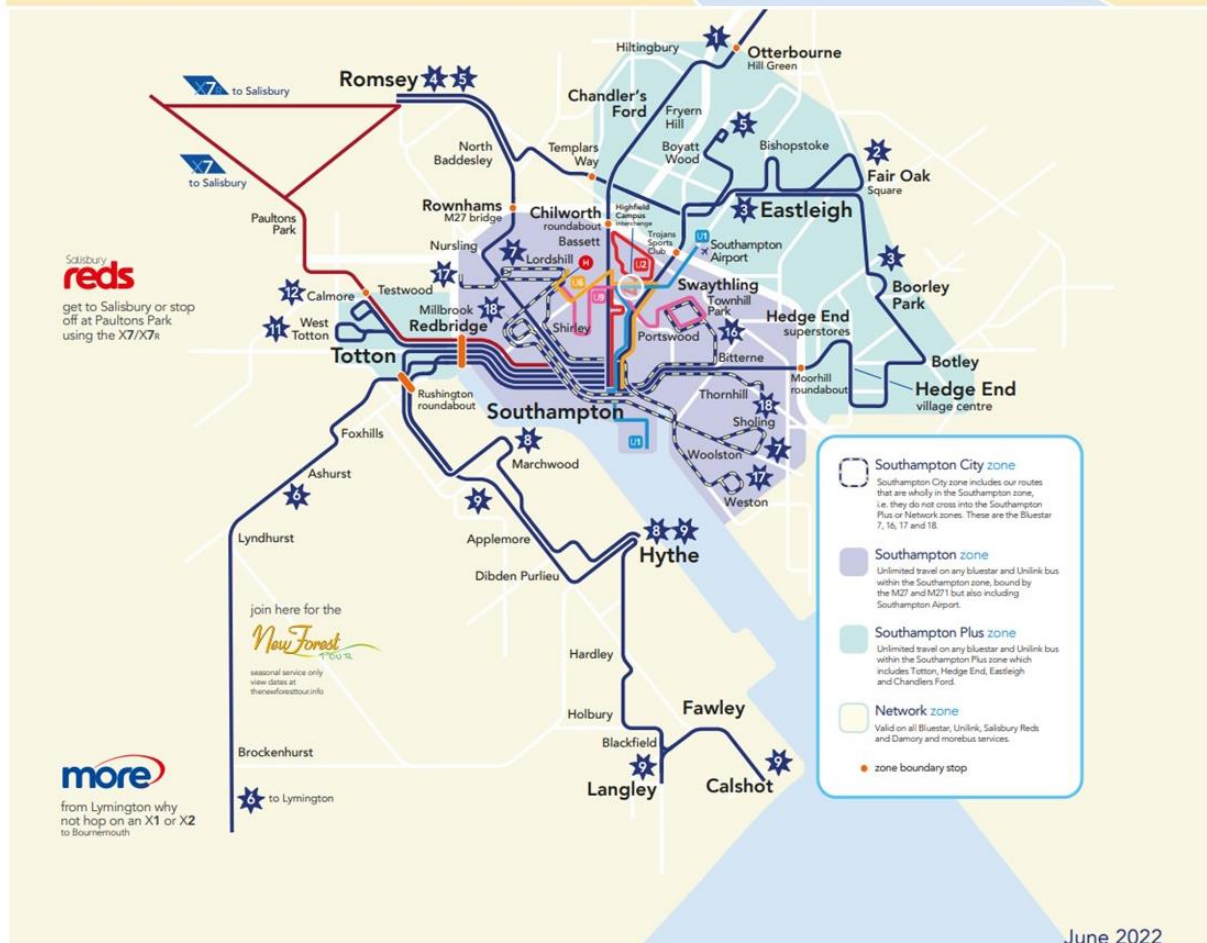 1
Hiltingbury
Otterbourne
Hill Green
X7R to Salisbury
Romsey 4 5
Chandler's
Ford
Fryern
Hill
5
Boyatt
Wood
Bishopstoke
2
Fair Oak
Square
X7
to Salisbury
North
Baddesley
Templars
Way
Rownhams
M27 bridge
Chilworth
roundabout
Highfield
Campus
interchange
3
Eastleigh
Paultons
Park
Nursling
7
Lordshill
Bassett
H
U2
Trojans
Sports
Club
U1
Southampton
Airport
3
Boorley
Park
Salisbury
reds
get to Salisbury or stop
off at Paultons Park
using the X7/X7R
12
Calmore
Testwood
17
U6
U9
Swaythling
Townhill
Park
11
West
Totton
Millbrook
18
Redbridge
Shirley
Portswood
16
Bitterne
Hedge End
superstores
Totton
Rushington
roundabout
Southampton
Moorhill
roundabout
Botley
Hedge End
village centre
Thornhill
18
Sholing
U1
Woolston
7
17
Weston
Foxhills
8
Marchwood
Ashurst
6
9
Lyndhurst
Applemore
8 9
Hythe
Dibden Purlieu
join here for the
New Forest
TOUR
seasonal service only
view dates at
thenewforesttour.info
Hardley
Holbury
Fawley
Blackfield
9
Langley
9
Calshot
Brockenhurst
more
from Lymington why
not hop on an X1 or X2
to Bournemouth
6 to Lymington
Southampton City zone
Southampton City zone includes our routes
that are wholly in the Southampton zone,
i.e. they do not cross into the Southampton
Plus or Network zones. These are the Bluestar
7, 16, 17 and 18.
Southampton zone
Unlimited travel on any bluestar and Unilink bus
within the Southampton zone, bound by
the M27 and M271 but also including
Southampton Airport.
Southampton Plus zone
Unlimited travel on any bluestar and Unilink bus
within the Southampton Plus zone which
includes Totton, Hedge End, Eastleigh
and Chandlers Ford.
Network zone
Valid on all Bluestar, Unilink, Salisbury Reds
and Damory and morebus services.
zone boundary stop
June 2022